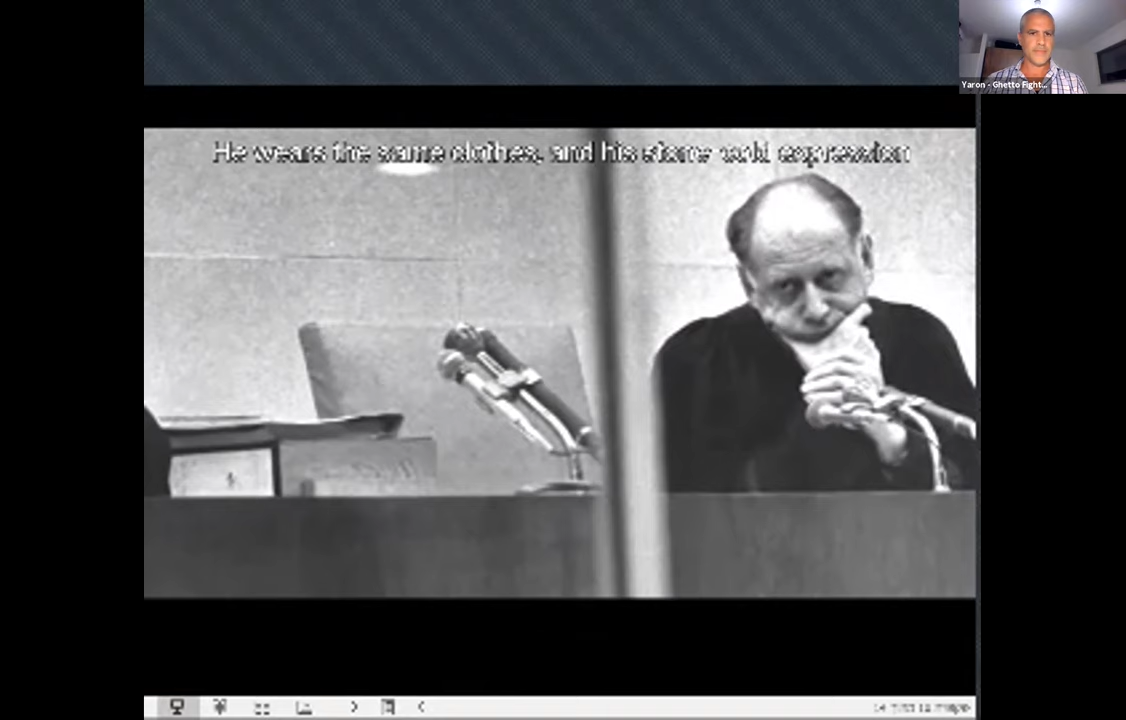 Yaron - Ghetto Fight...
He wears the same clothes, and his stone cold expression